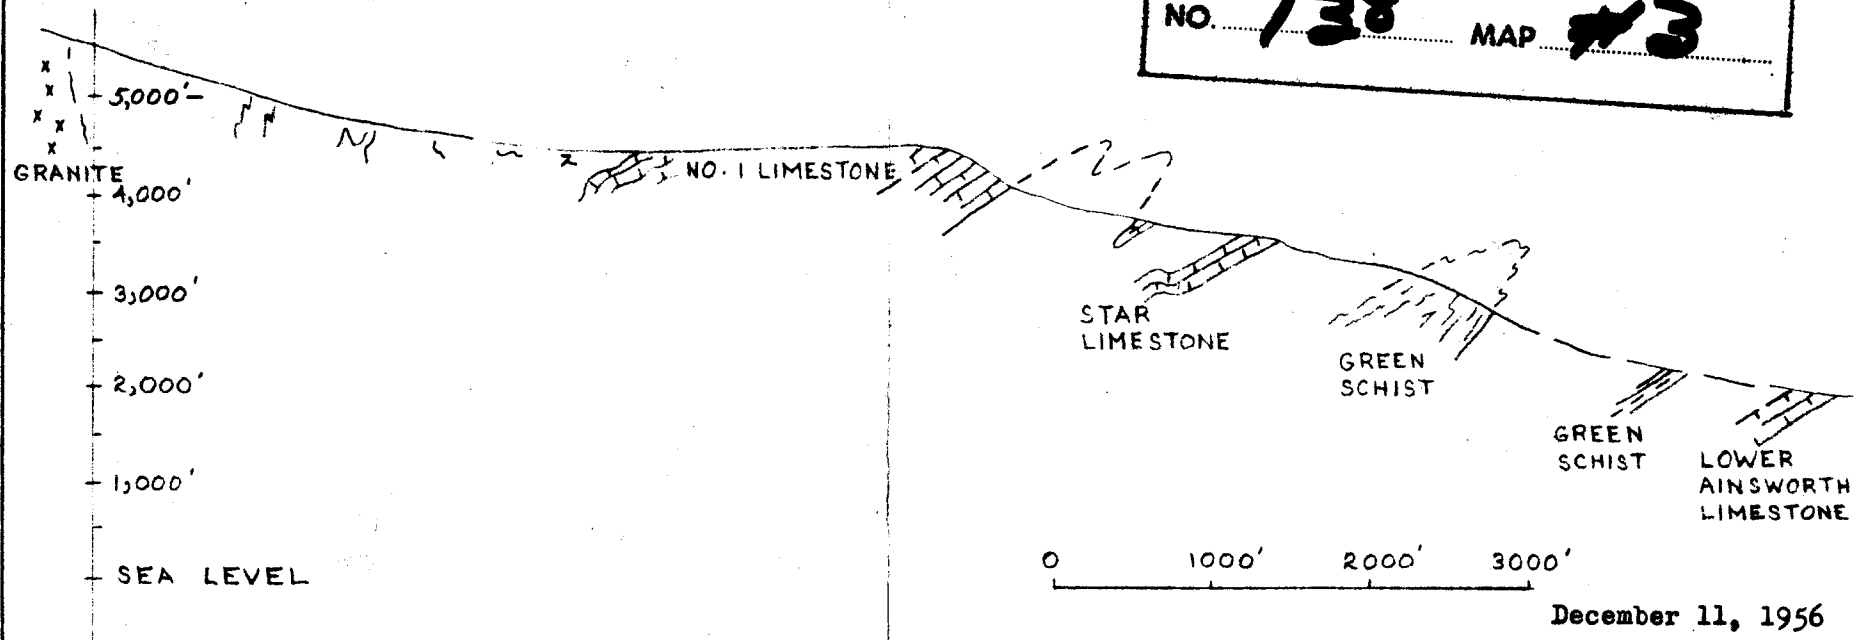 NO. 138 MAP #3
5,000'
GRANITE
4,000'
NO. 1 LIMESTONE
3,000'
STAR
LIMESTONE
GREEN
SCHIST
2,000'
GREEN
SCHIST
LOWER
AINSWORTH
LIMESTONE
1,000'
SEA LEVEL
0 1000' 2000' 3000'
December 11, 1956